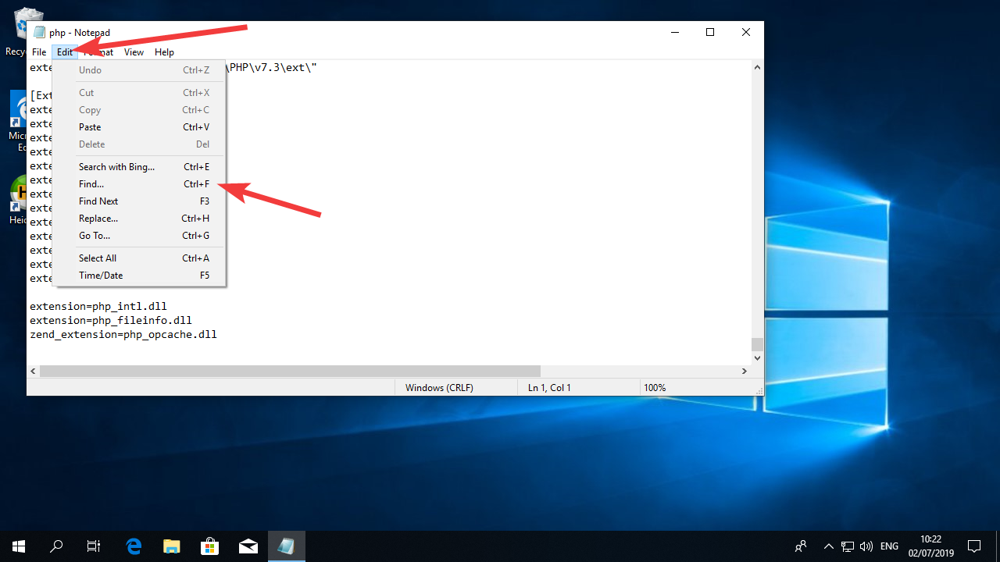 Recy
php - Notepad
File Edit Format View Help
exte \PHP\v7.3\ext\"
Undo Ctrl+Z
Cut Ctrl+X
Copy Ctrl+C
Paste Ctrl+V
Delete Del
Search with Bing... Ctrl+E
Find... Ctrl+F
Find Next F3
Replace... Ctrl+H
Go To... Ctrl+G
Select All Ctrl+A
Time/Date F5
[Ext
exte
exte
exte
exte
exte
exte
exte
exte
exte
exte
exte
exte
exte
extension=php_intl.dll
extension=php_fileinfo.dll
zend_extension=php_opcache.dll
Windows (CRLF) Ln 1, Col 1 100%
Micr
Ed
Heid
ENG
10:22
02/07/2019